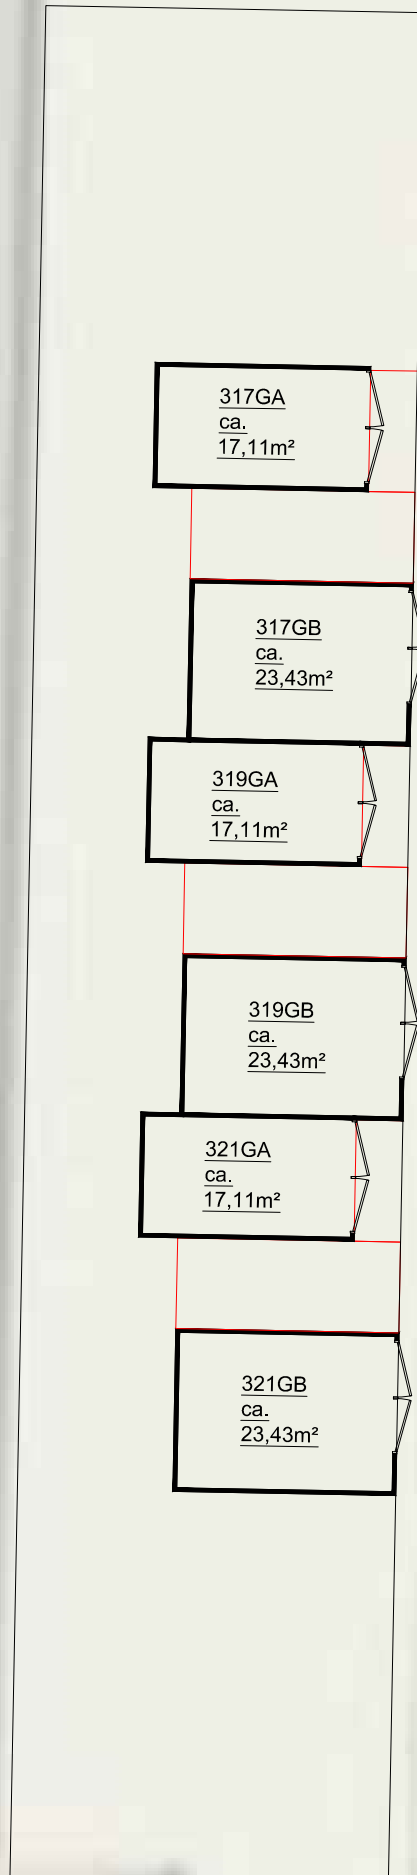 317GA
ca.
17,11m²
317GB
ca.
23,43m²
319GA
ca.
17,11m²
319GB
ca.
23,43m²
321GA
ca.
17,11m²
321GB
ca.
23,43m²